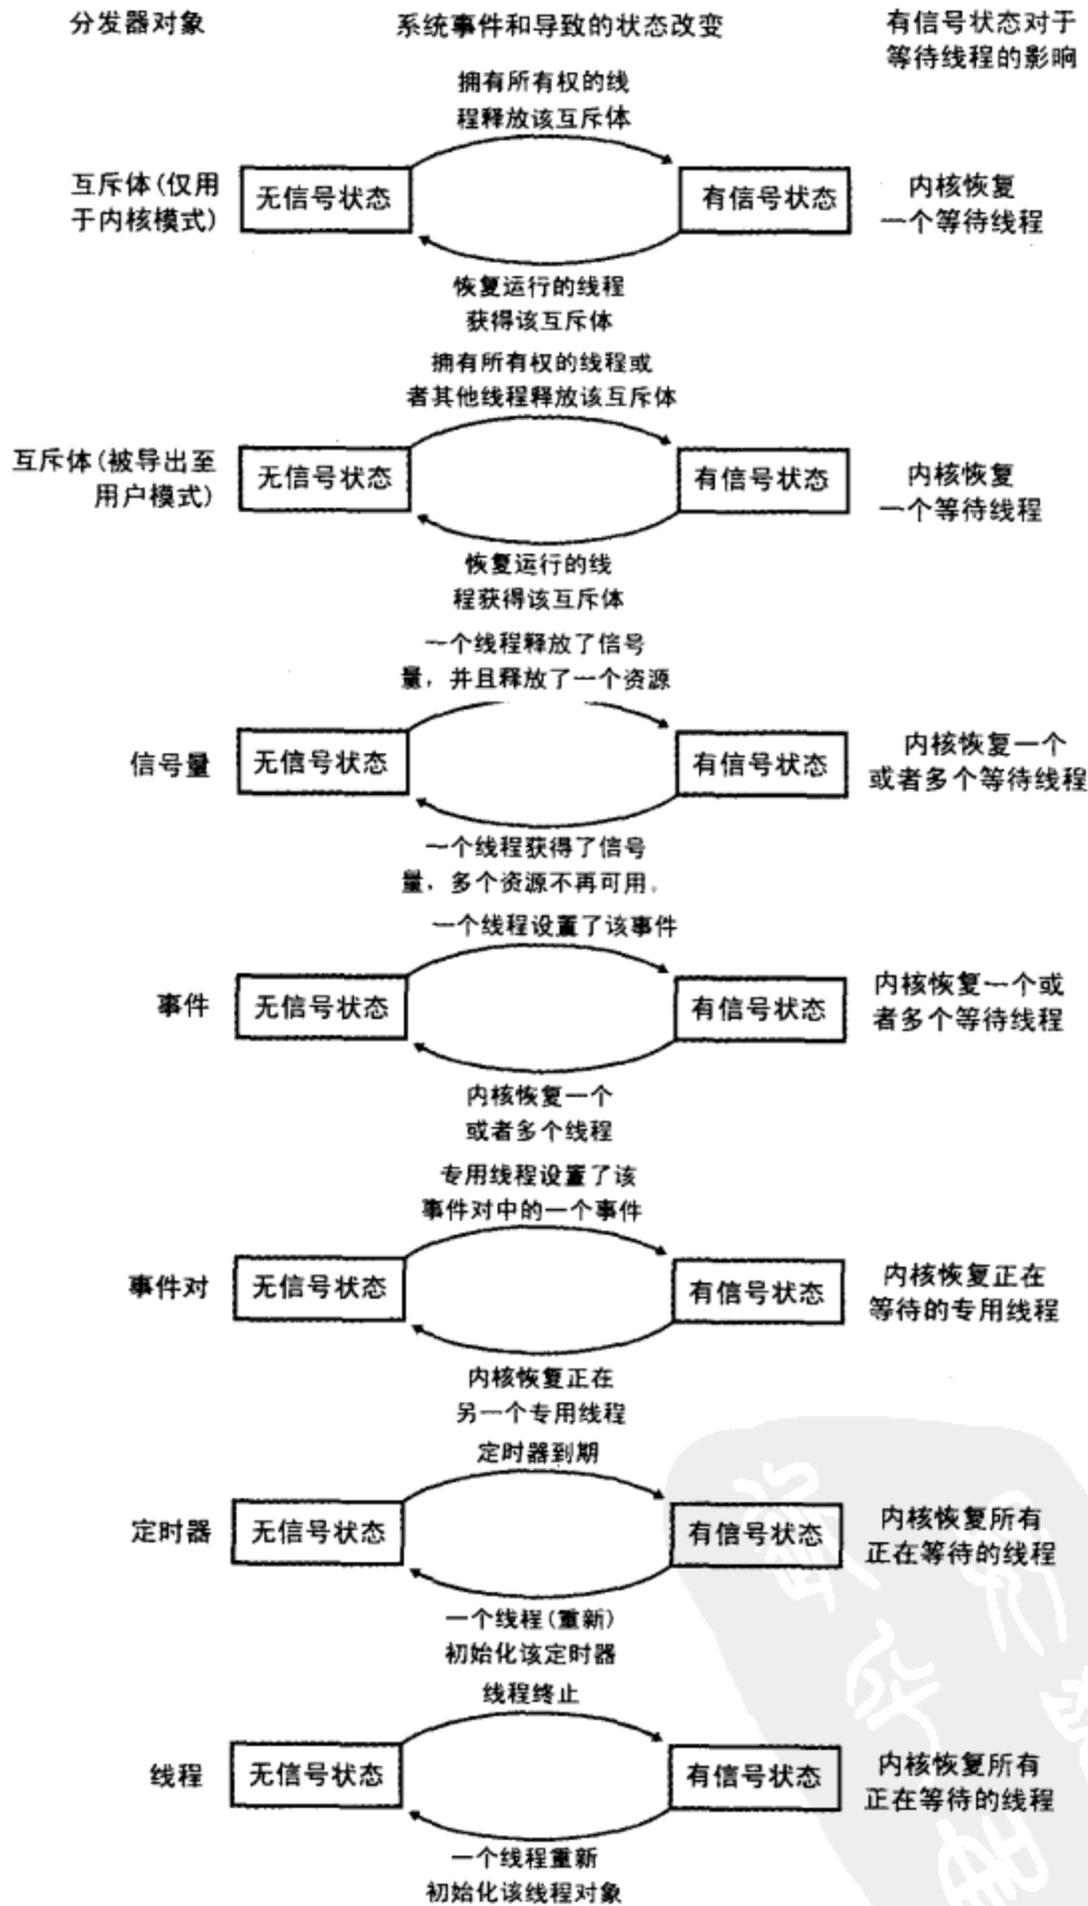 分发器对象
系统事件和导致的状态改变
有信号状态对于
等待线程的影响
拥有所有权的线
程释放该互斥体
互斥体(仅用
于内核模式)
无信号状态
有信号状态
内核恢复
一个等待线程
恢复运行的线程
获得该互斥体
拥有所有权的线程或
者其他线程释放该互斥体
互斥体(被导出至
用户模式)
无信号状态
有信号状态
内核恢复
一个等待线程
恢复运行的线
程获得该互斥体
一个线程释放了信号
量，并且释放了一个资源
信号量
无信号状态
有信号状态
内核恢复一个
或者多个等待线程
一个线程获得了信号
量，多个资源不再可用。
一个线程设置了该事件
事件
无信号状态
有信号状态
内核恢复一个或
者多个等待线程
内核恢复一个
或者多个线程
专用线程设置了该
事件对中的一个事件
事件对
无信号状态
有信号状态
内核恢复正在
等待的专用线程
内核恢复正在
另一个专用线程
定时器到期
定时器
无信号状态
有信号状态
内核恢复所有
正在等待的线程
一个线程(重新)
初始化该定时器
线程终止
线程
无信号状态
有信号状态
内核恢复所有
正在等待的线程
一个线程重新
初始化该线程对象